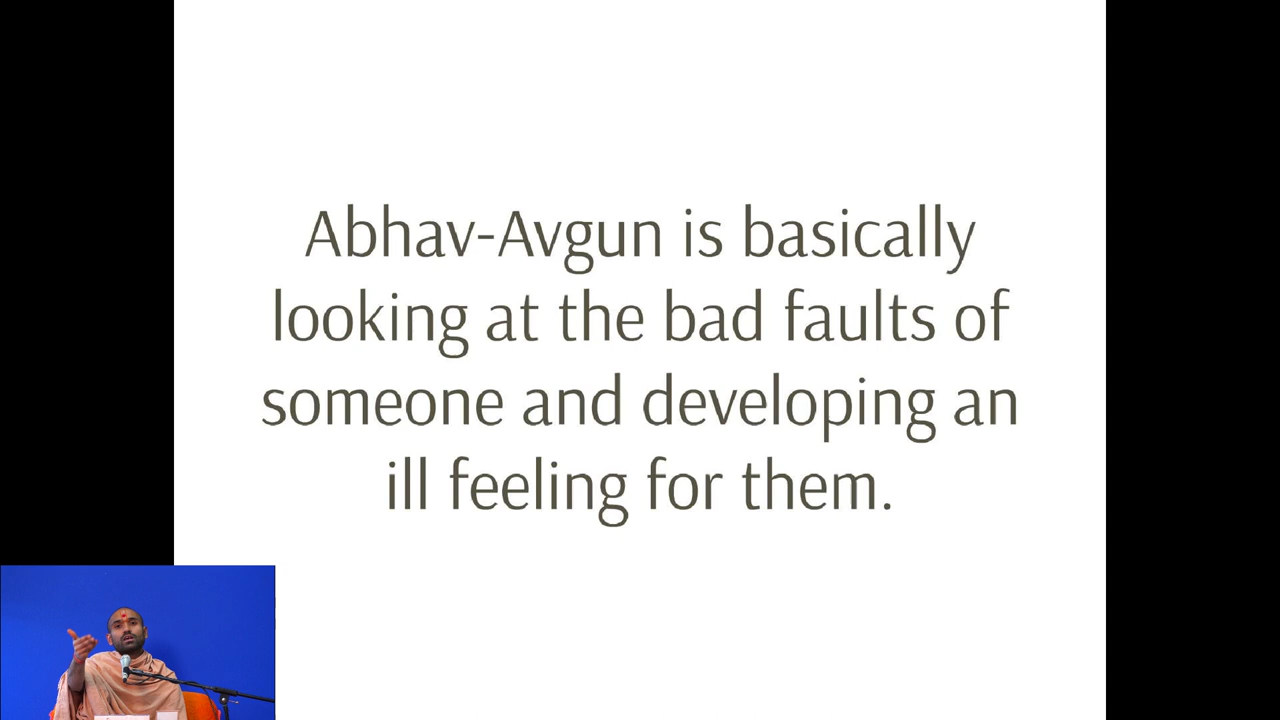 Abhav-Avgun is basically
looking at the bad faults of
someone and developing an
ill feeling for them.